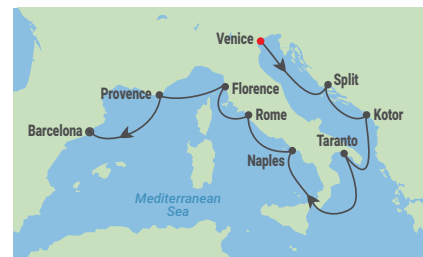 Venice
Split
Florence
Provence
Kotor
Rome
Barcelona
Taranto
Naples
Mediterranean
Sea